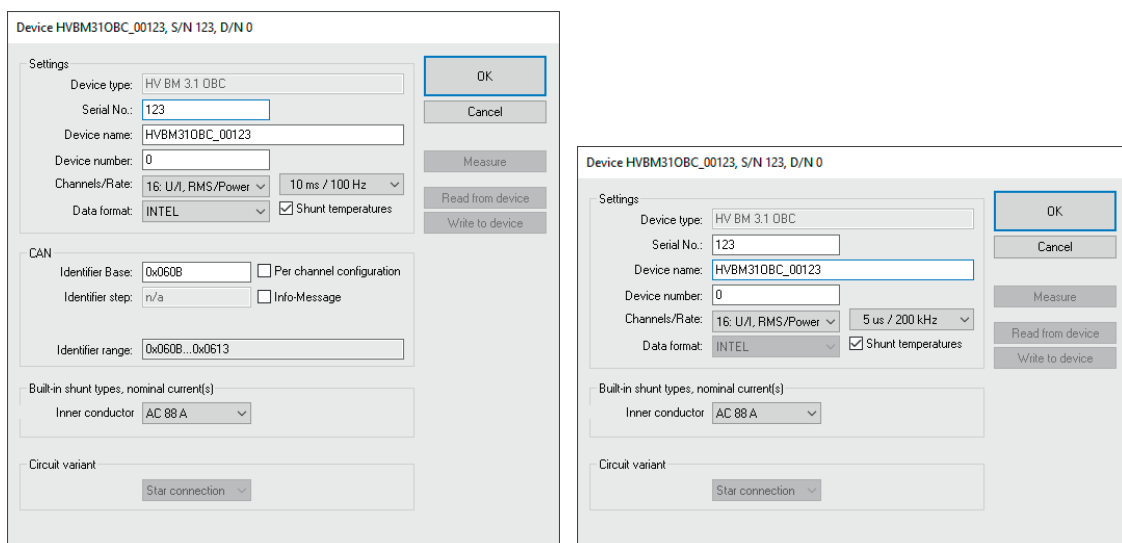 Device HVBM31OBC_00123, S/N 123, D/N 0
Settings
Device type: HV BM 3.1 OBC
OK
Serial No.: 123
Cancel
Device name: HVBM31OBC_00123
Device number: 0
Measure
Channels/Rate: 16: U/I, RMS/Power 10 ms / 100 Hz
Read from device
Data format: INTEL Shunt temperatures
Write to device
CAN
Identifier Base: 0x060B Per channel configuration
Identifier step: n/a Info-Message
Identifier range: 0x060B...0x0613
Built-in shunt types, nominal current(s)
Inner conductor AC 88 A
Circuit variant
Star connection
Device HVBM31OBC_00123, S/N 123, D/N 0
Settings
Device type: HV BM 3.1 OBC
OK
Serial No.: 123
Cancel
Device name: HVBM31OBC_00123
Device number: 0
Measure
Channels/Rate: 16: U/I, RMS/Power 5 us / 200 kHz
Read from device
Data format: INTEL Shunt temperatures
Write to device
Built-in shunt types, nominal current(s)
Inner conductor AC 88 A
Circuit variant
Star connection